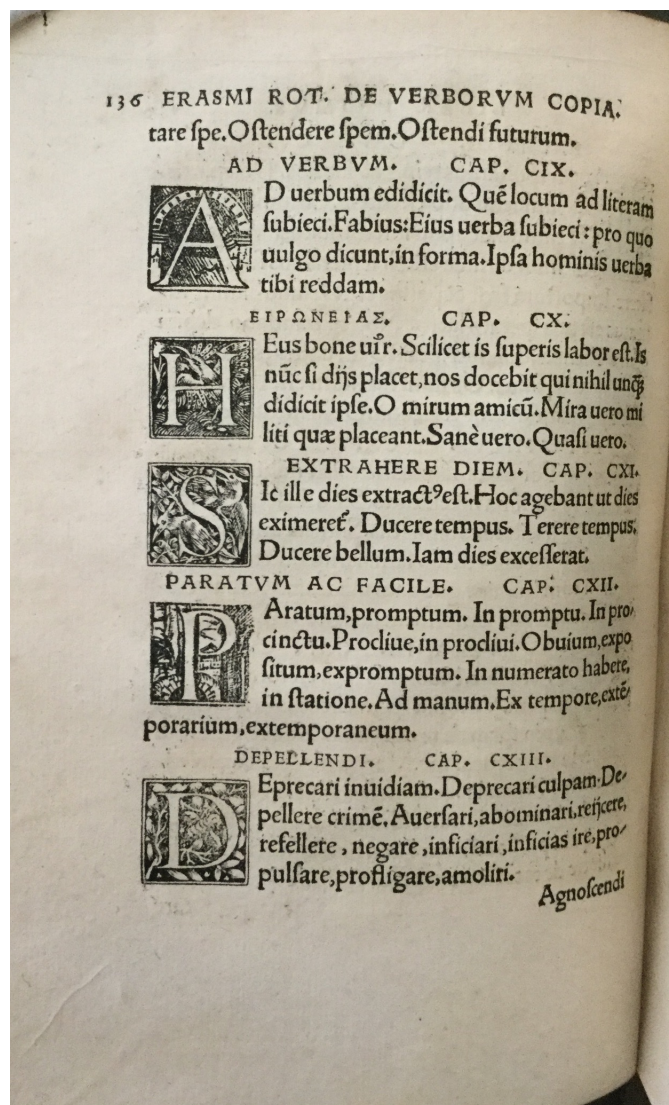 136 ERASMI ROT. DE VERBORVM COPIA.
tare ſpe. Oſtendere ſpem. Oſtendi futurum.
AD VERBVM. CAP. CIX.
AD uerbum edidicit. Quē locum ad literam
ſubieci. Fabius: Eius uerba ſubieci: pro quo
uulgo dicunt, in forma. Ipſa hominis uerba
tibi reddam.
ΕΙΡΩΝΕΙΑΣ. CAP. CX.
HEus bone uir. Scilicet is ſuperis labor eſt. Is
nūc ſi dijs placet, nos docebit qui nihil unq̄
didicit ipſe. O mirum amicū. Mira uero mi
liti quæ placeant. Sanè uero. Quaſi uero.
EXTRAHERE DIEM. CAP. CXI.
SIc ille dies extractꝰ eſt. Hoc agebant ut dies
eximeret᷑. Ducere tempus. Terere tempus.
Ducere bellum. Iam dies exceſſerat.
PARATVM AC FACILE. CAP. CXII.
PAratum, promptum. In promptu. In pro⸗
cinctu. Procliue, in procliui. Obuium, expo
ſitum, expromptum. In numerato habere,
in ſtatione. Ad manum. Ex tempore, extē⸗
porarium, extemporaneum.
DEPELLENDI. CAP. CXIII.
DEprecari inuidiam. Deprecari culpam. De⸗
pellere crimē. Auerſari, abominari, reijcere,
refellere, negare, inficiari, inficias ire, pro⸗
pulſare, profligare, amoliri.
Agnoſcendi